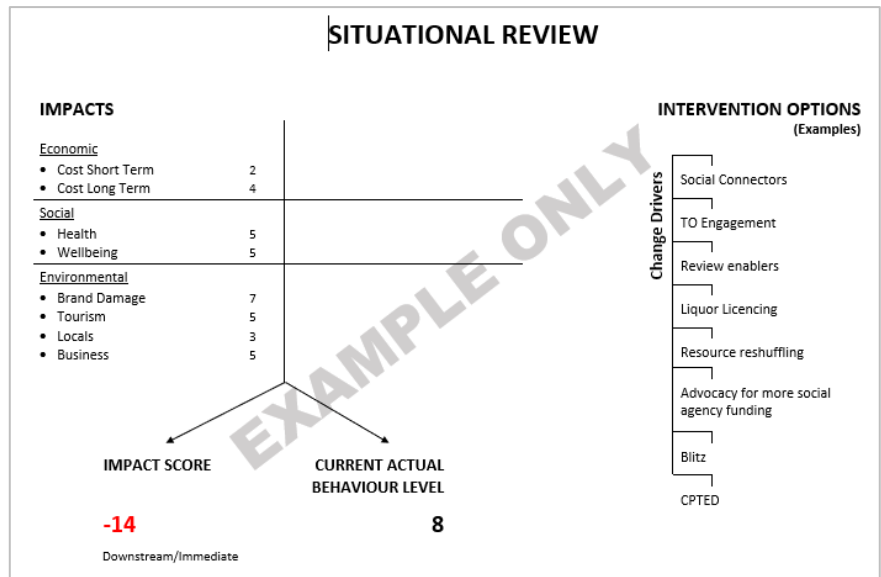 SITUATIONAL REVIEW
IMPACTS
Economic
• Cost Short Term 2
• Cost Long Term 4
Social
• Health 5
• Wellbeing 5
Environmental
• Brand Damage 7
• Tourism 5
• Locals 3
• Business 5
IMPACT SCORE
-14
Downstream/Immediate
CURRENT ACTUAL
BEHAVIOUR LEVEL
8
EXAMPLE ONLY
INTERVENTION OPTIONS
(Examples)
Change Drivers
Social Connectors
TO Engagement
Review enablers
Liquor Licencing
Resource reshuffling
Advocacy for more social
agency funding
Blitz
CPTED